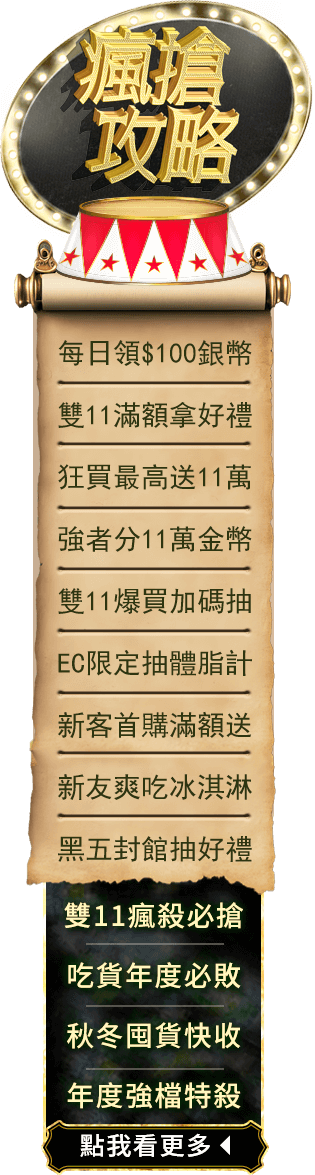 瘋搶
攻略
每日領$100銀幣
雙11滿額拿好禮
狂買最高送11萬
強者分11萬金幣
雙11爆買加碼抽
EC限定抽體脂計
新客首購滿額送
新友爽吃冰淇淋
黑五封館抽好禮
雙11瘋殺必搶
吃貨年度必敗
秋冬囤貨快收
年度強檔特殺
點我看更多